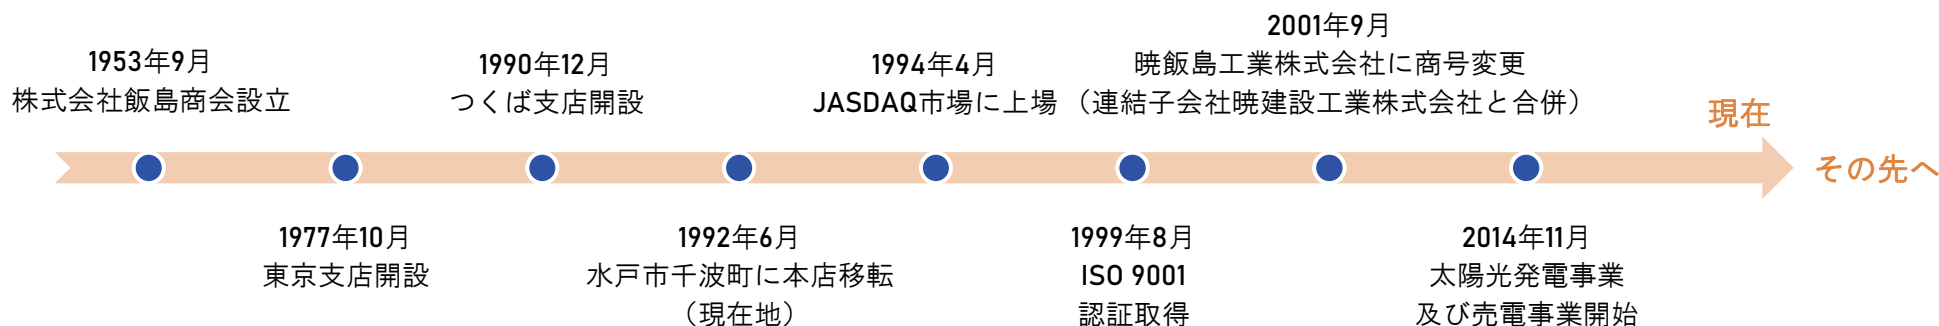 1953年9月
株式会社飯島商会設立
1977年10月
東京支店開設
1990年12月
つくば支店開設
1992年6月
水戸市千波町に本店移転
（現在地）
1994年4月
JASDAQ市場に上場
1999年8月
ISO 9001
認証取得
2001年9月
暁飯島工業株式会社に商号変更
（連結子会社暁建設工業株式会社と合併）
2014年11月
太陽光発電事業
及び売電事業開始
現在
その先へ